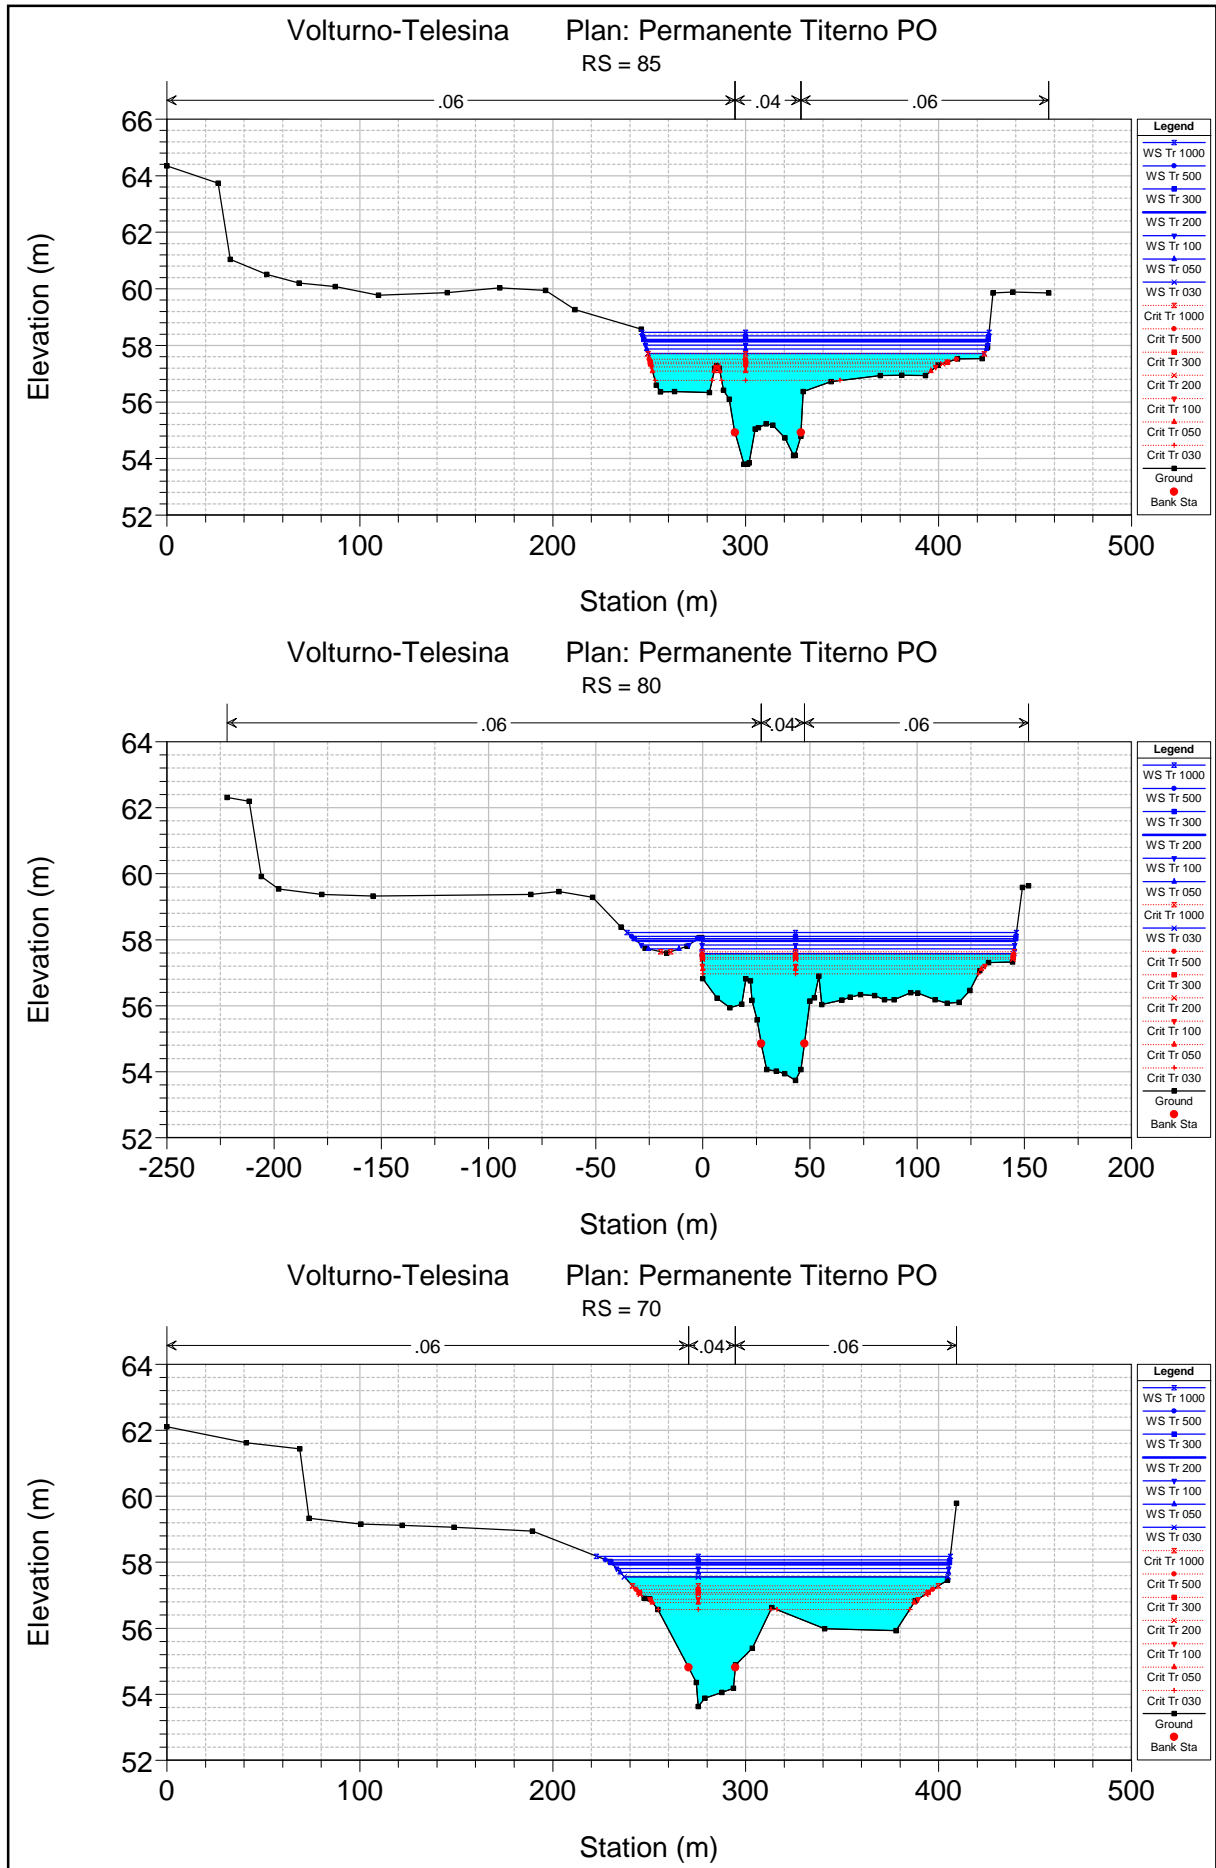 Volturno-Telesina Plan: Permanente Titerno PO
RS = 85
.06 .04 .06
66
64
62
60
58
56
54
52
Elevation (m)
0 100 200 300 400 500
Station (m)
Legend
WS Tr 1000
WS Tr 500
WS Tr 300
WS Tr 200
WS Tr 100
WS Tr 050
WS Tr 030
Crit Tr 1000
Crit Tr 500
Crit Tr 300
Crit Tr 200
Crit Tr 100
Crit Tr 050
Crit Tr 030
Ground
Bank Sta
Volturno-Telesina Plan: Permanente Titerno PO
RS = 80
.06 .04 .06
64
62
60
58
56
54
52
Elevation (m)
-250 -200 -150 -100 -50 0 50 100 150 200
Station (m)
Legend
WS Tr 1000
WS Tr 500
WS Tr 300
WS Tr 200
WS Tr 100
WS Tr 050
Crit Tr 1000
WS Tr 030
Crit Tr 500
Crit Tr 300
Crit Tr 200
Crit Tr 100
Crit Tr 050
Crit Tr 030
Ground
Bank Sta
Volturno-Telesina Plan: Permanente Titerno PO
RS = 70
.06 .04 .06
64
62
60
58
56
54
52
Elevation (m)
0 100 200 300 400 500
Station (m)
Legend
WS Tr 1000
WS Tr 500
WS Tr 300
WS Tr 200
WS Tr 100
WS Tr 050
WS Tr 030
Crit Tr 1000
Crit Tr 500
Crit Tr 300
Crit Tr 200
Crit Tr 100
Crit Tr 050
Crit Tr 030
Ground
Bank Sta